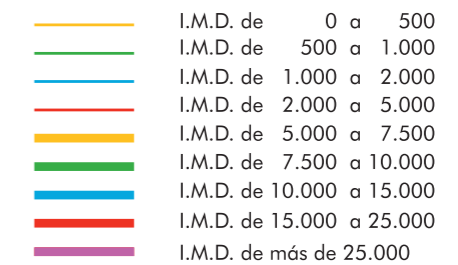 I.M.D. de 0 a 500
I.M.D. de 500 a 1.000
I.M.D. de 1.000 a 2.000
I.M.D. de 2.000 a 5.000
I.M.D. de 5.000 a 7.500
I.M.D. de 7.500 a 10.000
I.M.D. de 10.000 a 15.000
I.M.D. de 15.000 a 25.000
I.M.D. de más de 25.000